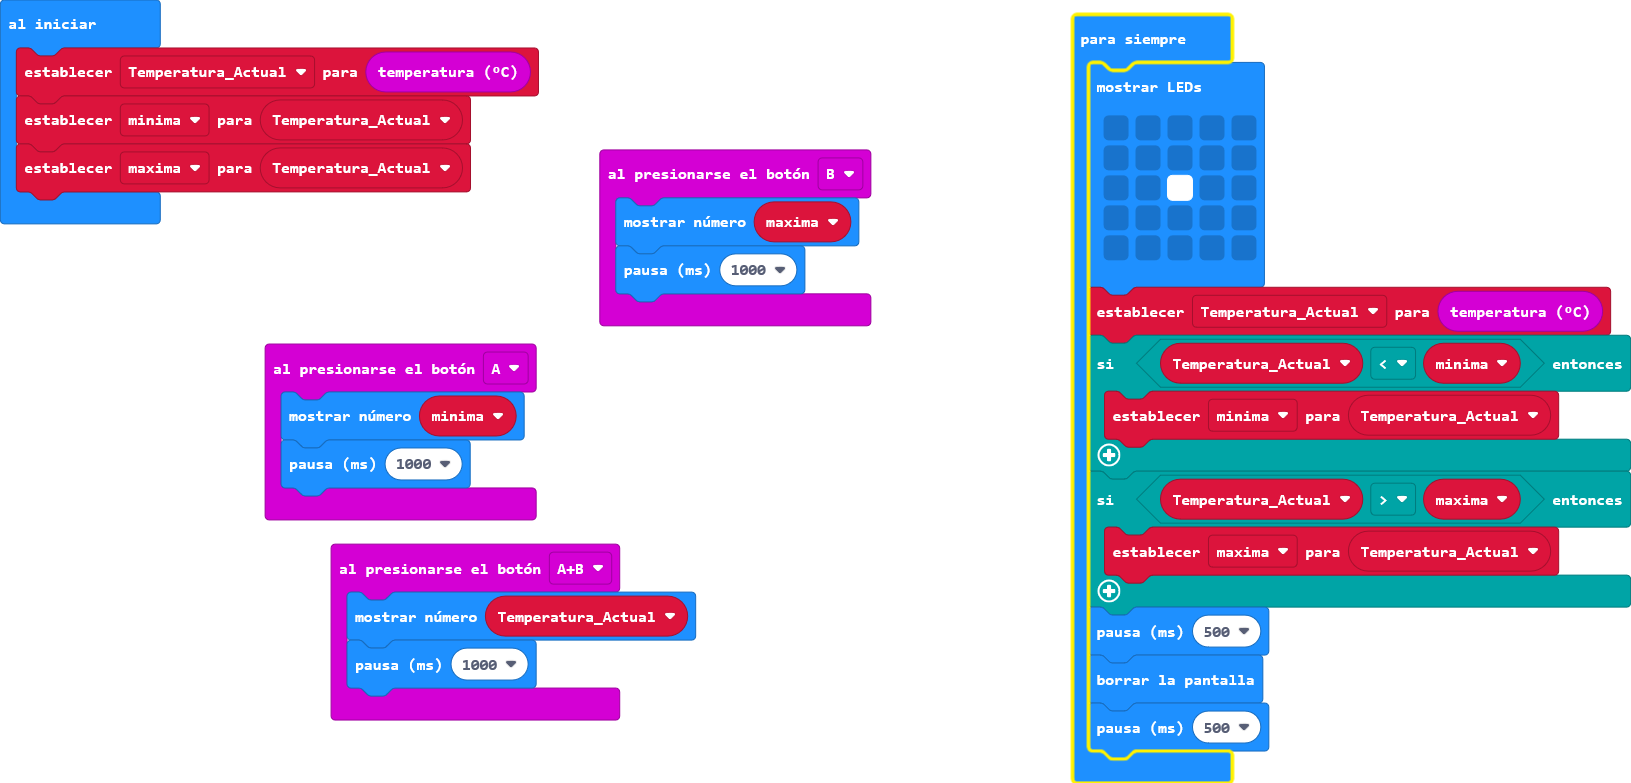 al iniciar
establecer Temperatura_Actual para temperatura (ºC)
establecer minima para Temperatura_Actual
establecer maxima para Temperatura_Actual
al presionarse el botón B
mostrar número maxima
pausa (ms) 1000
al presionarse el botón A
mostrar número minima
pausa (ms) 1000
al presionarse el botón A+B
mostrar número Temperatura_Actual
pausa (ms) 1000
para siempre
mostrar LEDs
establecer Temperatura_Actual para temperatura (ºC)
si Temperatura_Actual < minima entonces
establecer minima para Temperatura_Actual
si Temperatura_Actual > maxima entonces
establecer maxima para Temperatura_Actual
pausa (ms) 500
borrar la pantalla
pausa (ms) 500